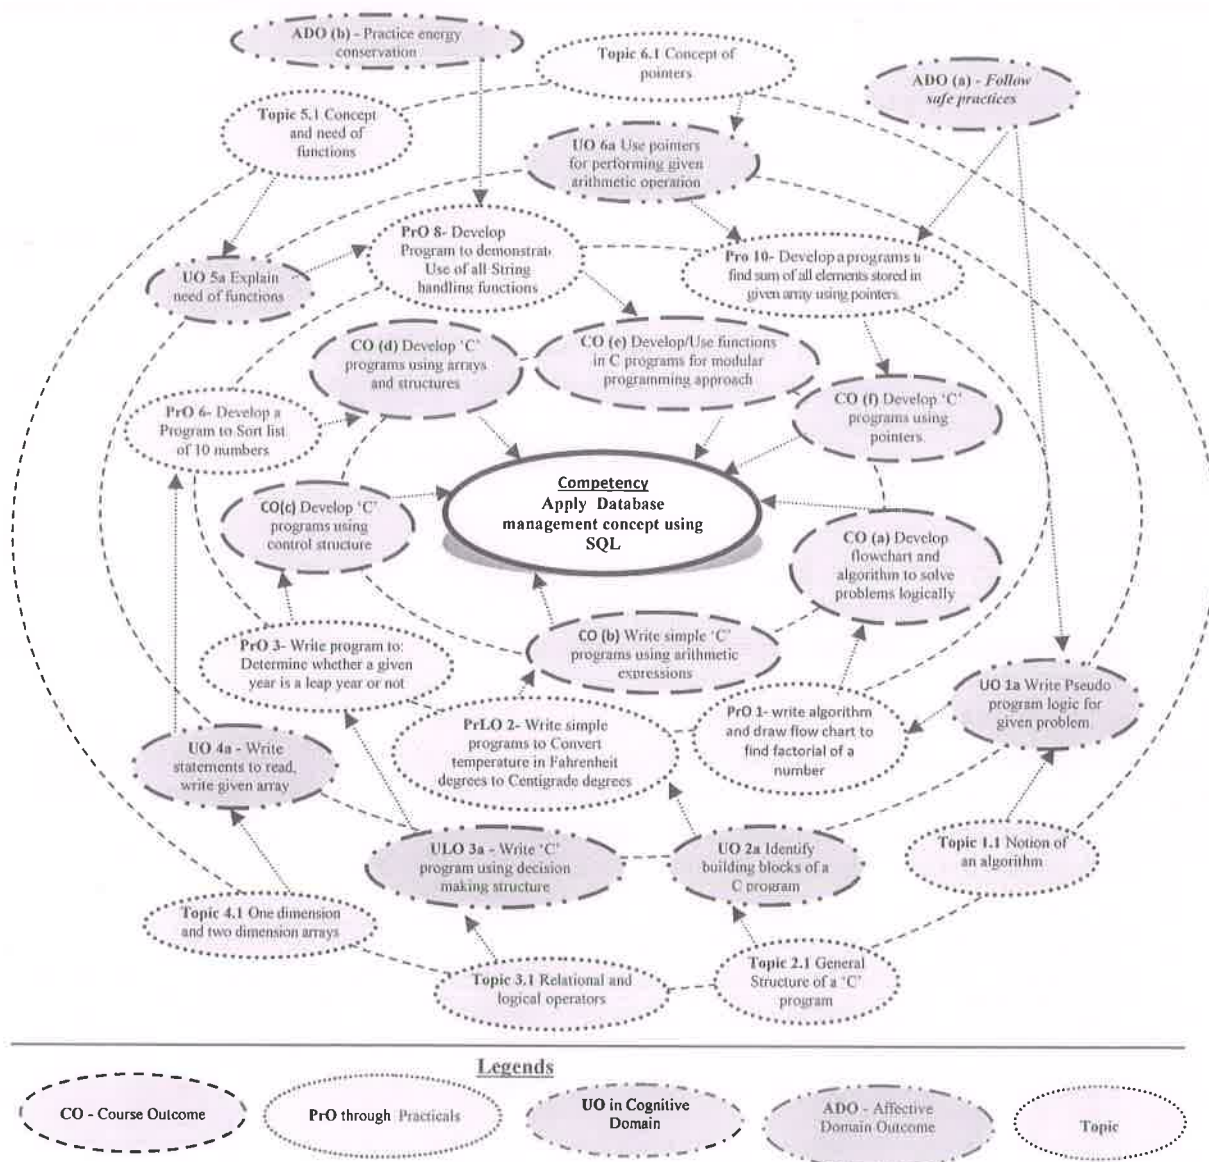 ADO (b) - Practice energy
conservation
Topic 6.1 Concept of
pointers
ADO (a) - Follow
safe practices
Topic 5.1 Concept
and need of
functions
UO 6a Use pointers
for performing given
arithmetic operation
PrO 8- Develop
Program to demonstrat
Use of all String
handling functions
Pro 10- Develop a programs t
find sum of all elements stored in
given array using pointers.
UO 5a Explain
need of functions
CO (d) Develop 'C'
programs using arrays
and structures
CO (e) Develop/Use functions
in C programs for modular
programming approach
CO (f) Develop 'C'
programs using
pointers.
PrO 6- Develop a
Program to Sort list
of 10 numbers
Competency
Apply Database
management concept using
SQL
CO(c) Develop 'C'
programs using
control structure
CO (a) Develop
flowchart and
algorithm to solve
problems logically
CO (b) Write simple 'C'
programs using arithmetic
expressions
PrO 3- Write program to:
Determine whether a given
year is a leap year or not
UO 1a Write Pseudo
program logic for
given problem.
PrO 1- write algorithm
and draw flow chart to
find factorial of a
number
PrLO 2- Write simple
programs to Convert
temperature in Fahrenheit
degrees to Centigrade degrees
UO 4a - Write
statements to read,
write given array
ULO 3a - Write 'C'
program using decision
making structure
UO 2a Identify
building blocks of a
C program
Topic 1.1 Notion of
an algorithm
Topic 4.1 One dimension
and two dimension arrays
Topic 3.1 Relational and
logical operators
Topic 2.1 General
Structure of a 'C'
program
Legends
CO - Course Outcome
PrO through Practicals
UO in Cognitive
Domain
ADO - Affective
Domain Outcome
Topic